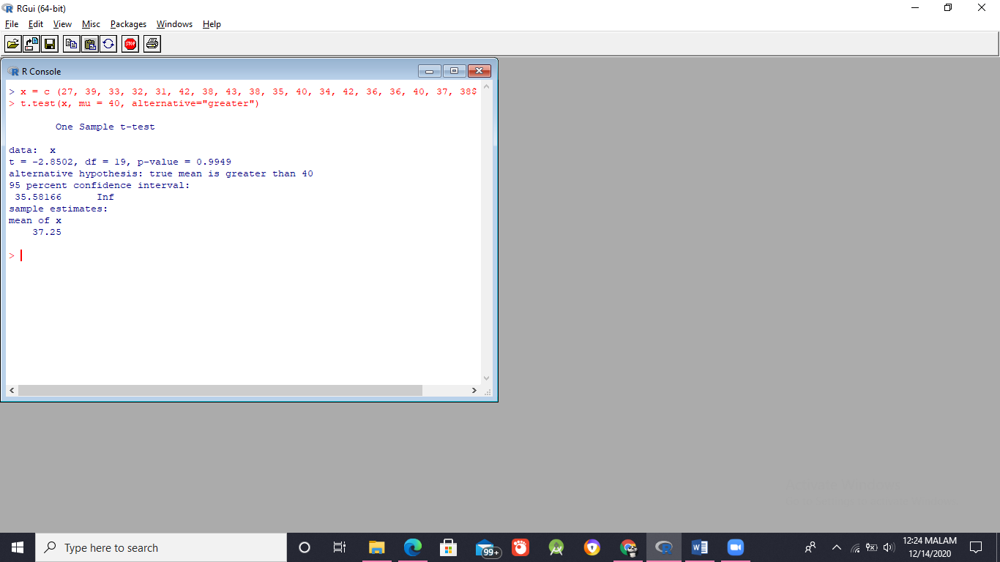 RGui (64-bit)
File Edit View Misc Packages Windows Help
STOP
R Console
> x = c (27, 39, 33, 32, 31, 42, 38, 43, 38, 35, 40, 34, 42, 36, 36, 40, 37, 38$
> t.test(x, mu = 40, alternative="greater")
One Sample t-test
data:  x
t = -2.8502, df = 19, p-value = 0.9949
alternative hypothesis: true mean is greater than 40
95 percent confidence interval:
35.58166      Inf
sample estimates:
mean of x
37.25
>
Type here to search
99+
12:24 MALAM
12/14/2020